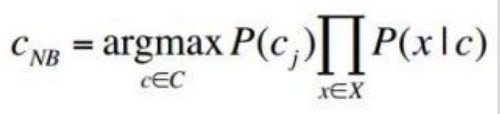 c_NB = argmax P(c_j) ∏ P(x|c)
c∈C x∈X